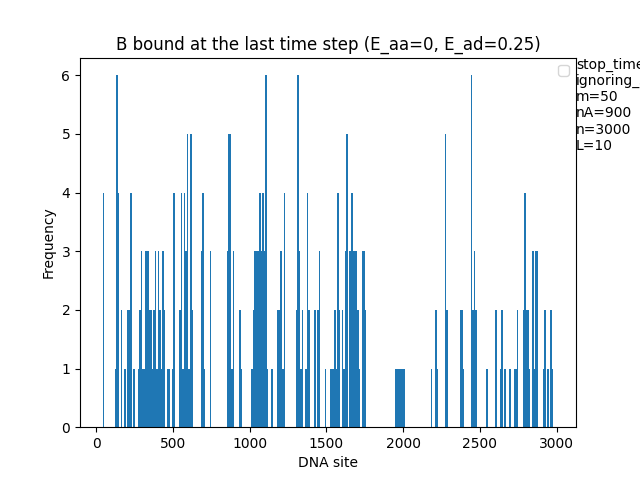 B bound at the last time step (E_aa=0, E_ad=0.25)
stop_time
ignoring_
m=50
nA=900
n=3000
L=10
6
5
4
3
2
1
0
Frequency
0 500 1000 1500 2000 2500 3000
DNA site